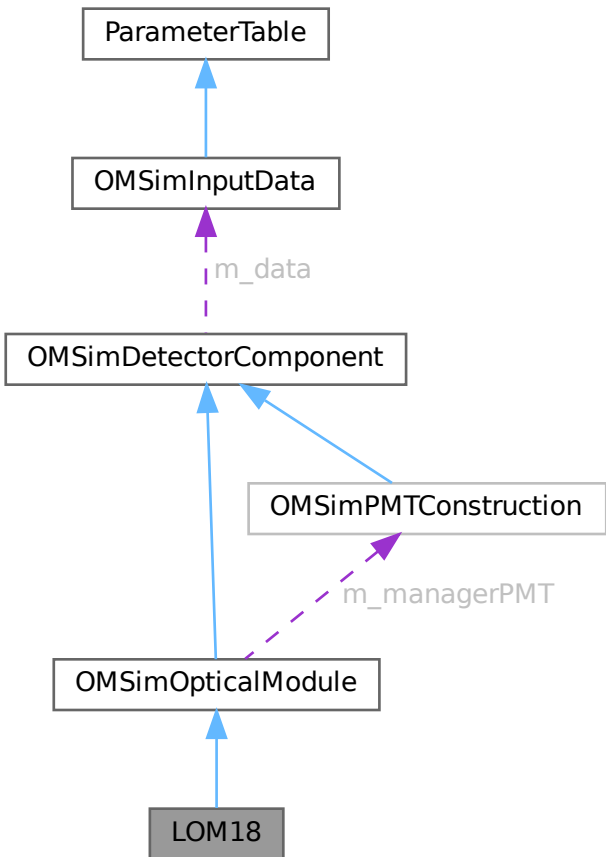 ParameterTable
OMSimInputData
m_data
OMSimDetectorComponent
OMSimPMTConstruction
m_managerPMT
OMSimOpticalModule
LOM18